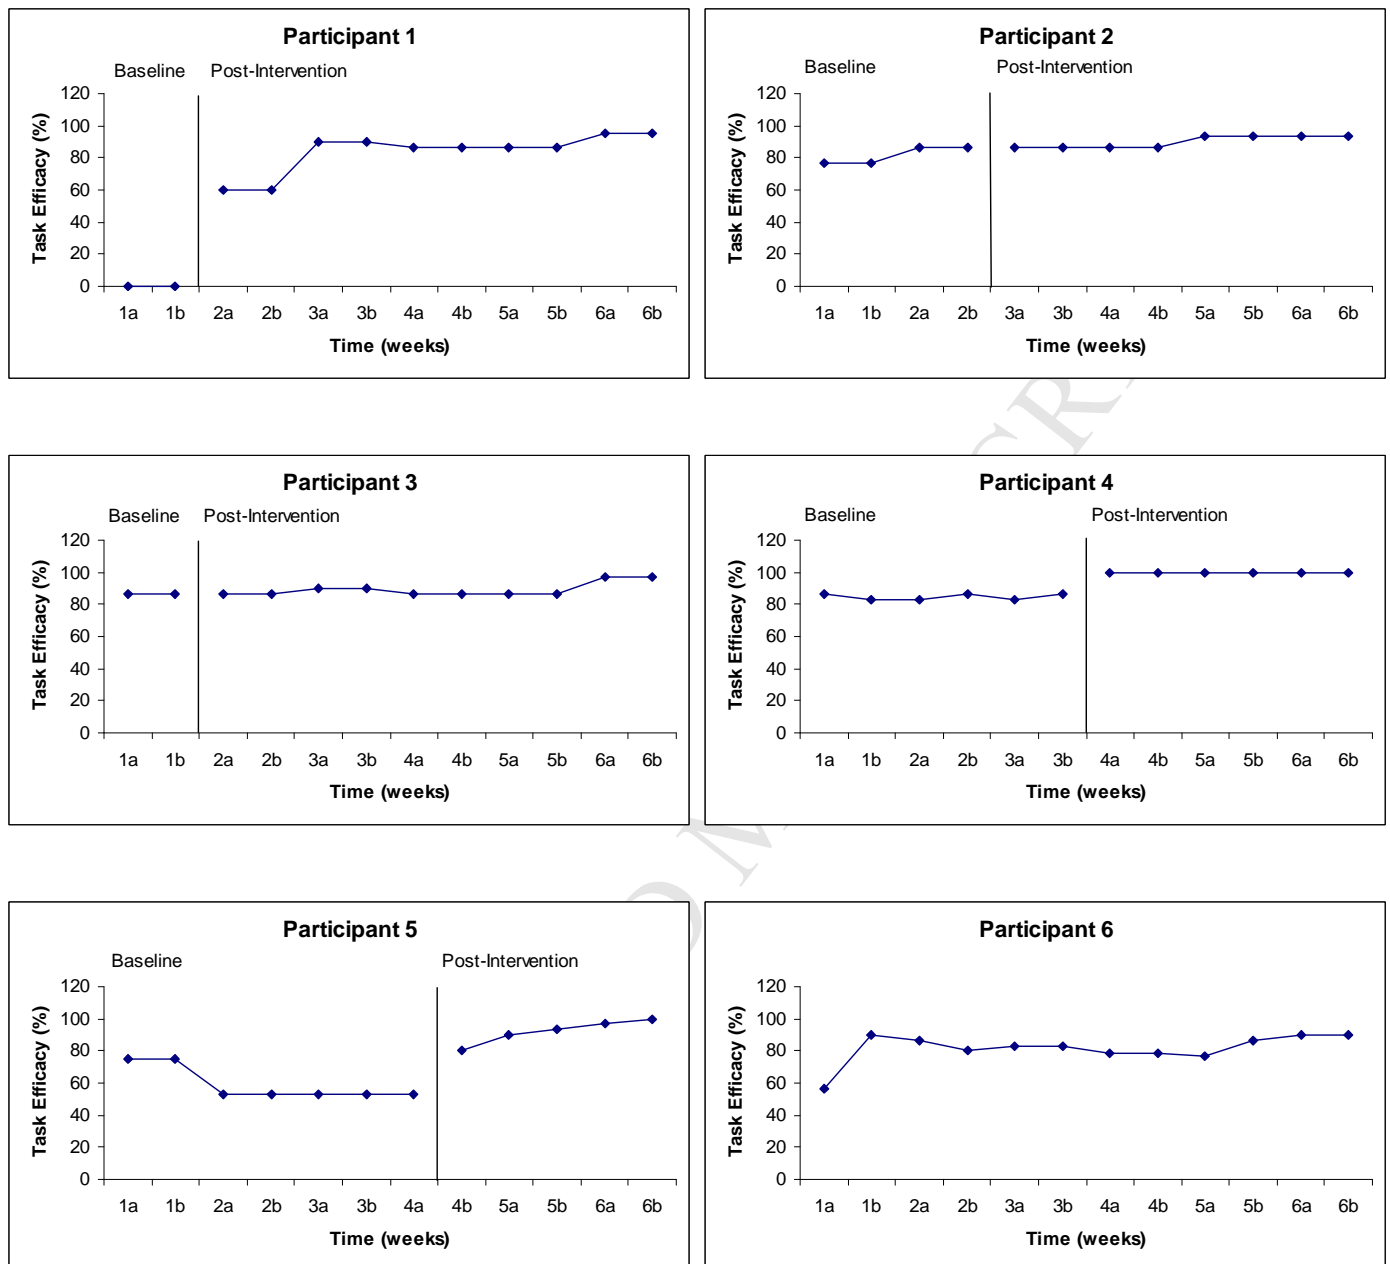 Participant 1
Baseline Post-Intervention
120
100
80
60
40
20
0
Task Efficacy (%)
1a 1b 2a 2b 3a 3b 4a 4b 5a 5b 6a 6b
Time (weeks)
Participant 2
Baseline Post-Intervention
120
100
80
60
40
20
0
Task Efficacy (%)
1a 1b 2a 2b 3a 3b 4a 4b 5a 5b 6a 6b
Time (weeks)
Participant 3
Baseline Post-Intervention
120
100
80
60
40
20
0
Task Efficacy (%)
1a 1b 2a 2b 3a 3b 4a 4b 5a 5b 6a 6b
Time (weeks)
Participant 4
Baseline Post-Intervention
120
100
80
60
40
20
0
Task Efficacy (%)
1a 1b 2a 2b 3a 3b 4a 4b 5a 5b 6a 6b
Time (weeks)
Participant 5
Baseline Post-Intervention
120
100
80
60
40
20
0
Task Efficacy (%)
1a 1b 2a 2b 3a 3b 4a 4b 5a 5b 6a 6b
Time (weeks)
Participant 6
120
100
80
60
40
20
0
Task Efficacy (%)
1a 1b 2a 2b 3a 3b 4a 4b 5a 5b 6a 6b
Time (weeks)